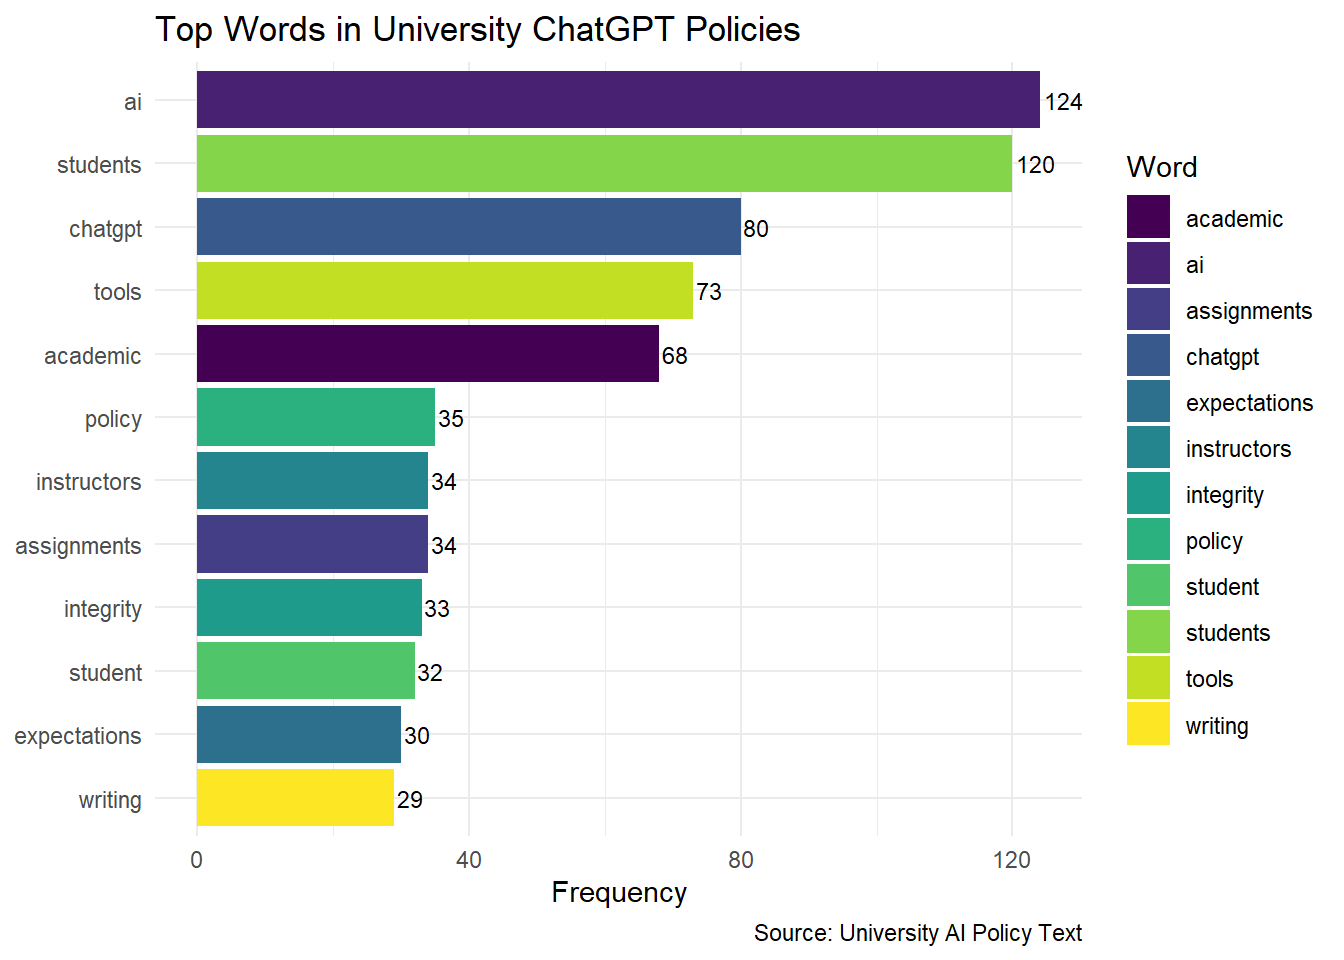 Top Words in University ChatGPT Policies
ai 124
students 120
chatgpt 80
tools 73
academic 68
policy 35
instructors 34
assignments 34
integrity 33
student 32
expectations 30
writing 29
0 40 80 120
Frequency
Source: University AI Policy Text
Word
academic
ai
assignments
chatgpt
expectations
instructors
integrity
policy
student
students
tools
writing